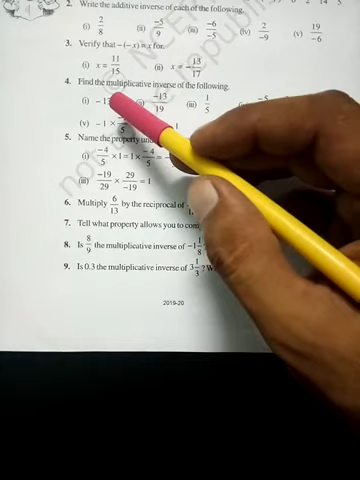 2. Write the additive inverse of each of the following.
(i) 2/8 (ii) -5/9 (iii) -6/-5 (iv) 2/-9 (v) 19/-6
3. Verify that –(–x) = x for.
(i) x = 11/15 (ii) x = -13/17
4. Find the multiplicative inverse of the following.
(i) –13 (ii) -13/19 (iii) 1/5
(v) –1 ×
5. Name the property
(i) -4/5 × 1 = 1 × -4/5 =
(iii) -19/29 × 29/-19 = 1
6. Multiply 6/13 by the reciprocal of
7. Tell what property allows you to
8. Is 8/9 the multiplicative inverse of -1 1/8
9. Is 0.3 the multiplicative inverse of 3 1/3 ?
2019-20